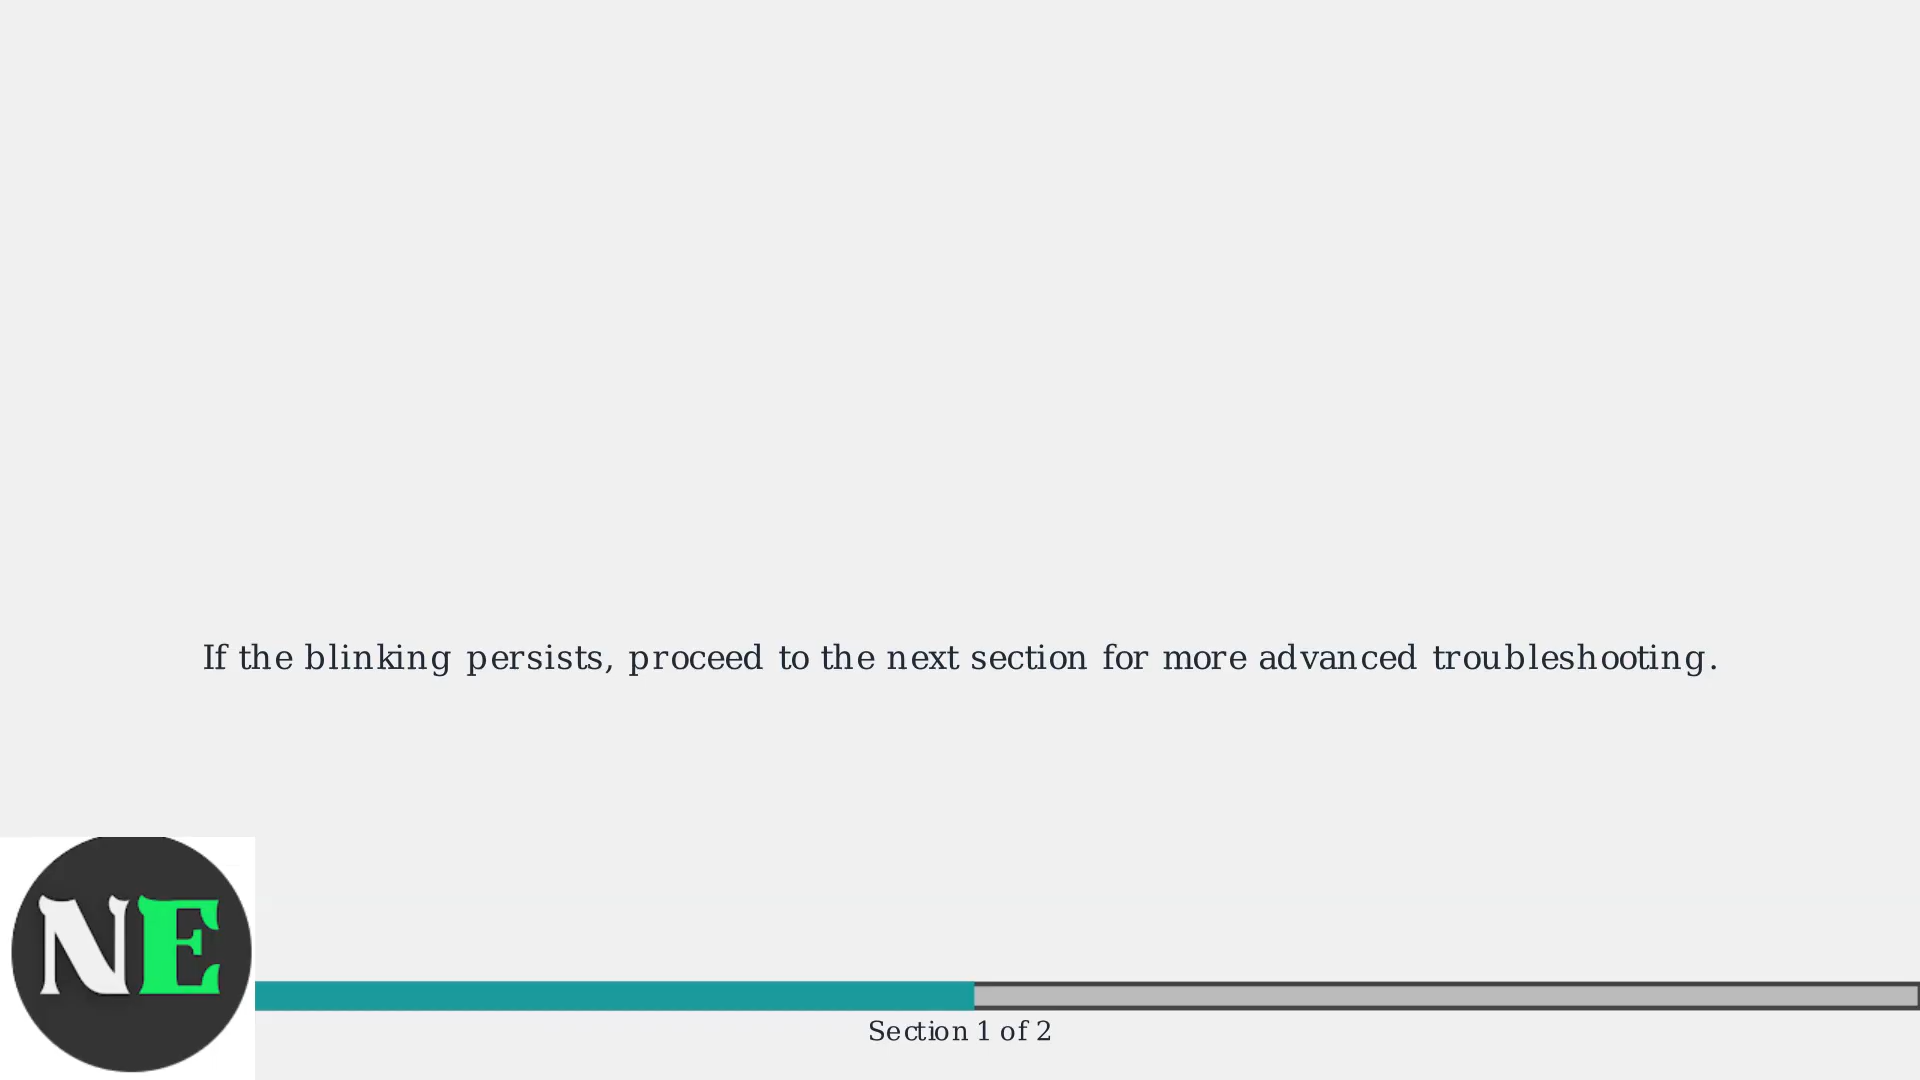 If the blinking persists, proceed to the next section for more advanced troubleshooting.
NE
Section 1 of 2